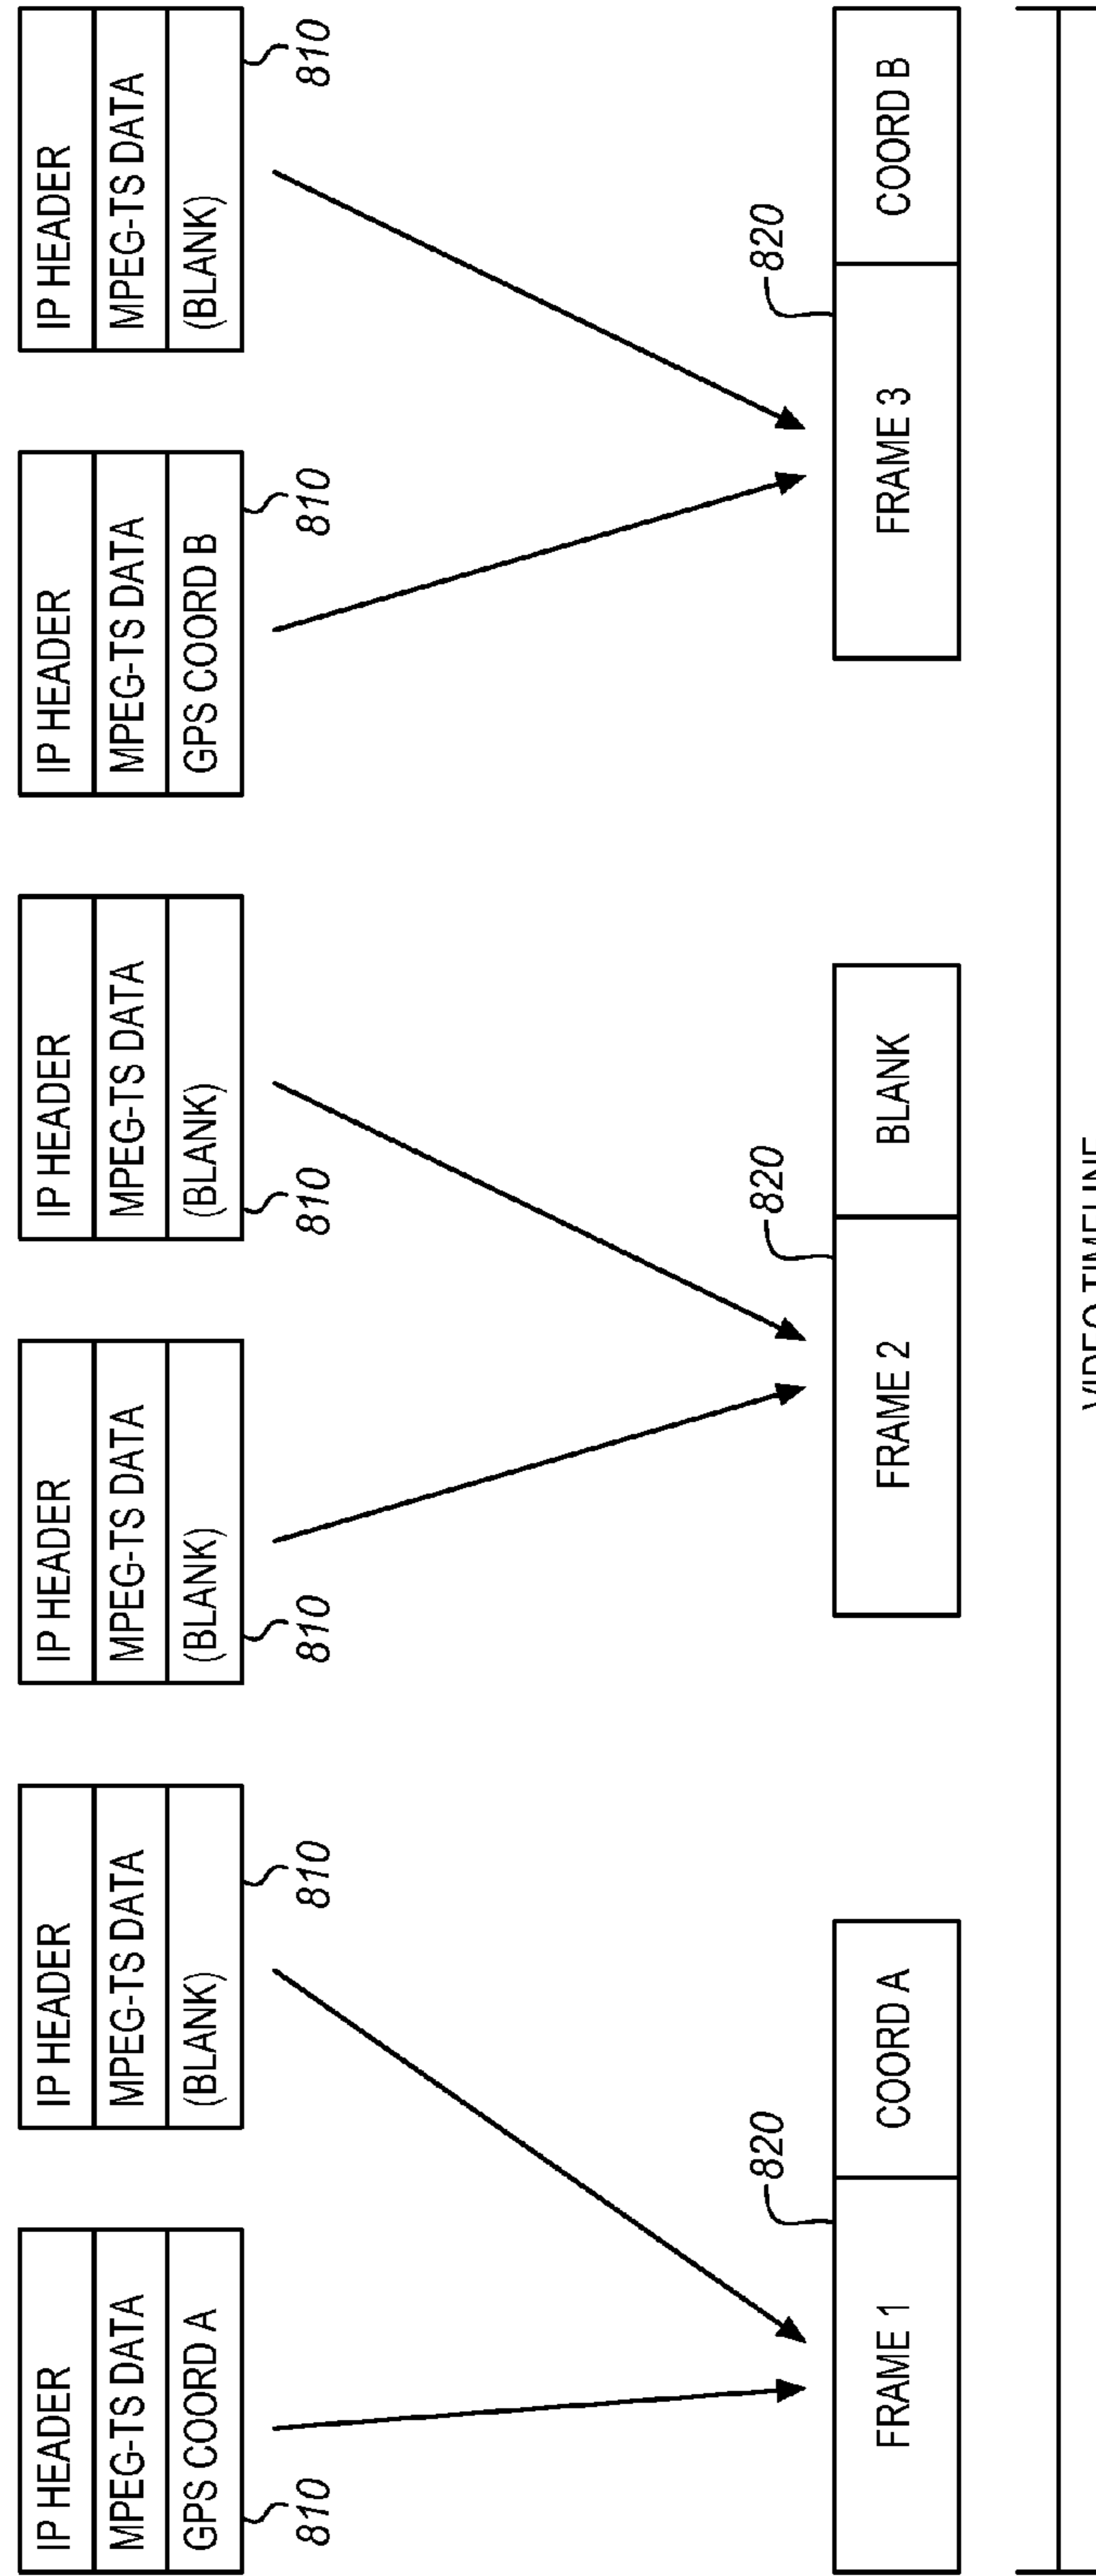 IP HEADER
MPEG-TS DATA
GPS COORD A
810
IP HEADER
MPEG-TS DATA
(BLANK)
810
IP HEADER
MPEG-TS DATA
(BLANK)
810
IP HEADER
MPEG-TS DATA
(BLANK)
810
IP HEADER
MPEG-TS DATA
GPS COORD B
810
IP HEADER
MPEG-TS DATA
(BLANK)
810
820
FRAME 1
COORD A
820
FRAME 2
BLANK
820
FRAME 3
COORD B
VIDEO TIMELINE